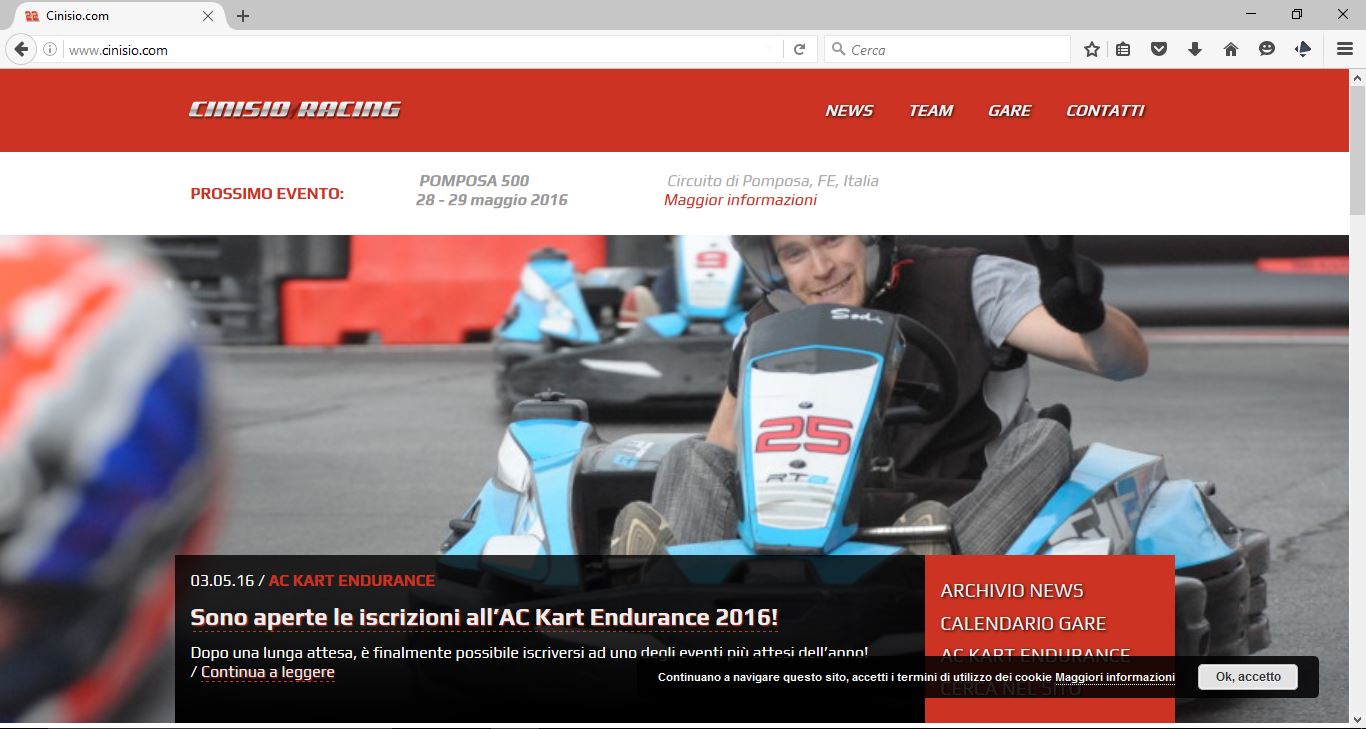 Cinisio.com
www.cinisio.com
Cerca
CINISIO RACING
NEWS TEAM GARE CONTATTI
PROSSIMO EVENTO:
POMPOSA 500
28 - 29 maggio 2016
Circuito di Pomposa, FE, Italia
Maggior informazioni
9
Sodi
25
RT8
03.05.16 / AC KART ENDURANCE
Sono aperte le iscrizioni all’AC Kart Endurance 2016!
Dopo una lunga attesa, è finalmente possibile iscriversi ad uno degli eventi più attesi dell’anno!
/ Continua a leggere
ARCHIVIO NEWS
CALENDARIO GARE
AC KART ENDURANCE
CERCA NEL SITO
Continuano a navigare questo sito, accetti i termini di utilizzo dei cookie Maggiori informazioni
Ok, accetto